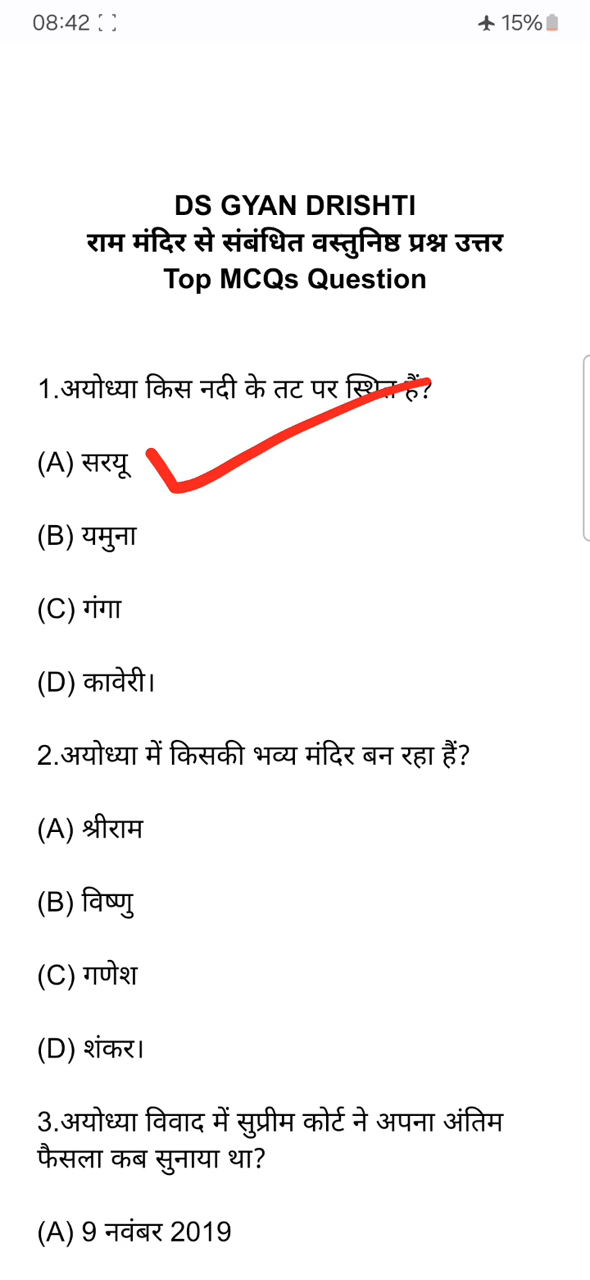 08:42
15%
DS GYAN DRISHTI
राम मंदिर से संबंधित वस्तुनिष्ठ प्रश्न उत्तर
Top MCQs Question
1.अयोध्या किस नदी के तट पर स्थित हैं?
(A) सरयू
(B) यमुना
(C) गंगा
(D) कावेरी।
2.अयोध्या में किसकी भव्य मंदिर बन रहा हैं?
(A) श्रीराम
(B) विष्णु
(C) गणेश
(D) शंकर।
3.अयोध्या विवाद में सुप्रीम कोर्ट ने अपना अंतिम
फैसला कब सुनाया था?
(A) 9 नवंबर 2019